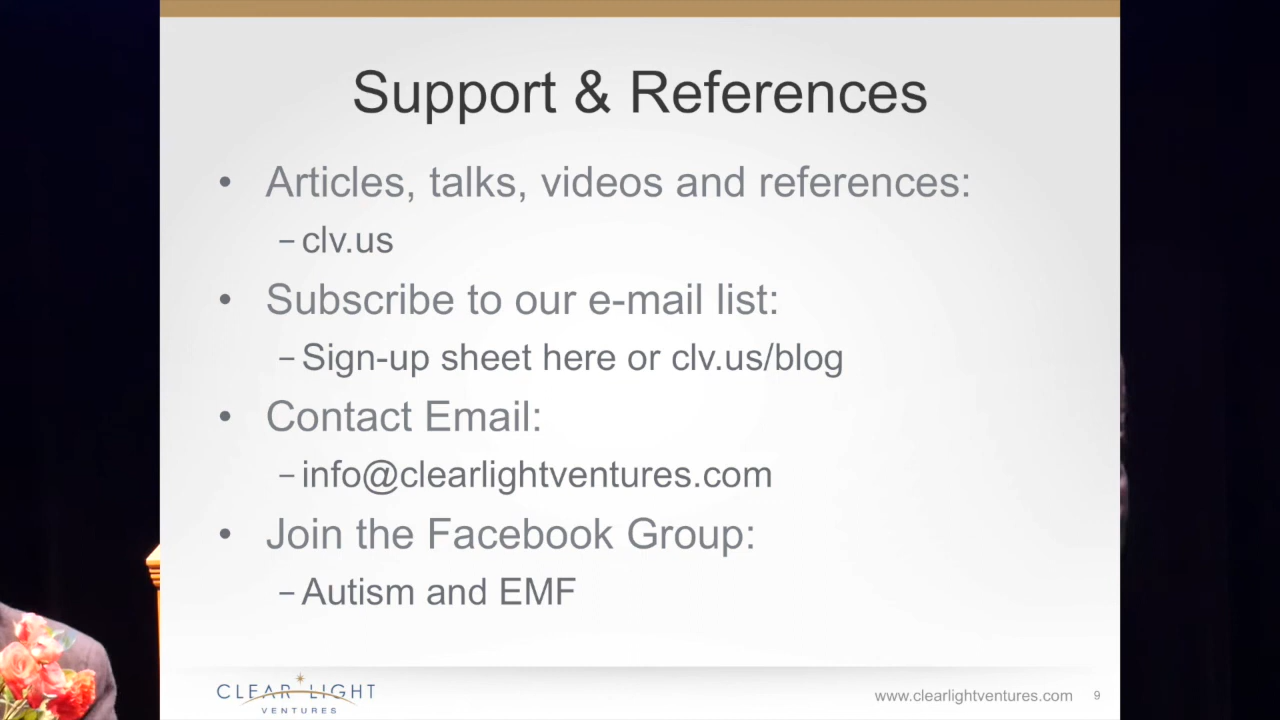 Support & References
• Articles, talks, videos and references:
– clv.us
• Subscribe to our e-mail list:
– Sign-up sheet here or clv.us/blog
• Contact Email:
– info@clearlightventures.com
• Join the Facebook Group:
– Autism and EMF
CLEAR LIGHT
VENTURES
www.clearlightventures.com 9